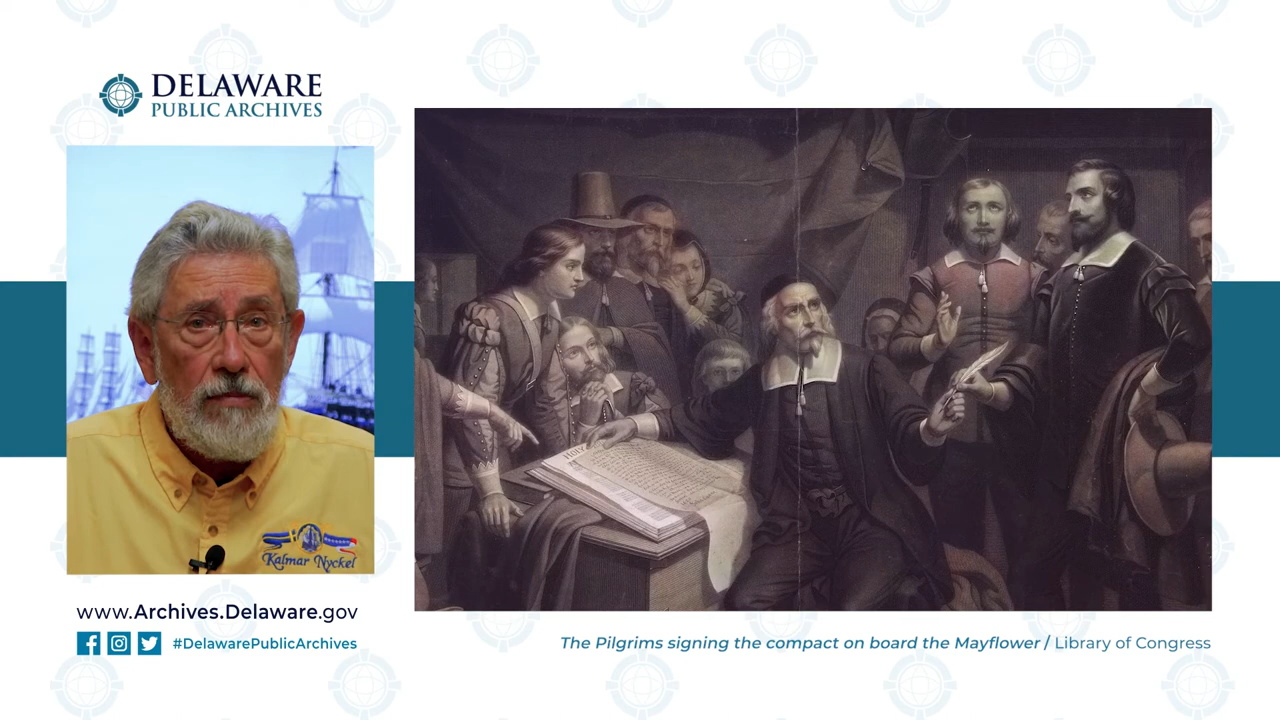 DELAWARE
PUBLIC ARCHIVES
HOLY
Kalmar Nyckel
www.Archives.Delaware.gov
#DelawarePublicArchives
The Pilgrims signing the compact on board the Mayflower / Library of Congress